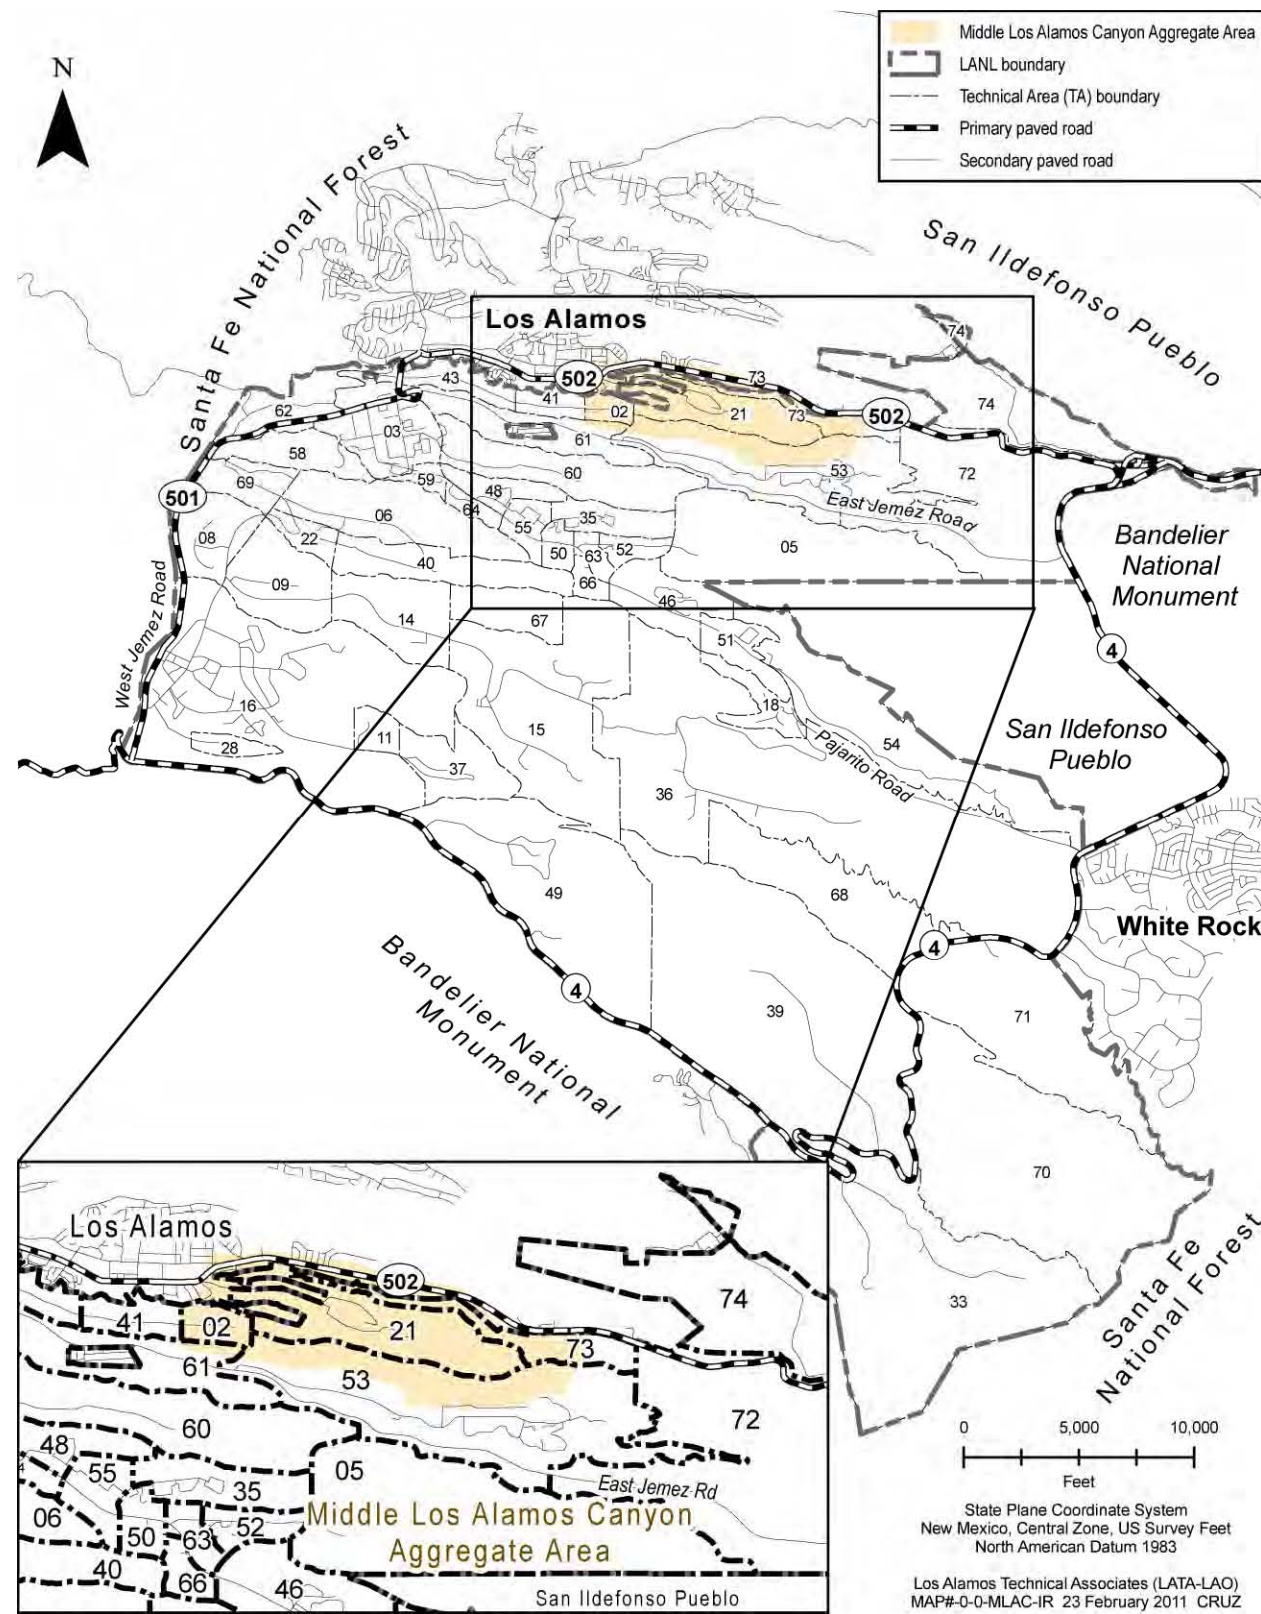 Middle Los Alamos Canyon Aggregate Area
LANL boundary
Technical Area (TA) boundary
Primary paved road
Secondary paved road
N
Santa Fe National Forest
San Ildefonso Pueblo
Los Alamos
74
43
502
73
41
02
21
73
502
74
62
03
61
53
72
58
59
60
501
69
48
64
06
55
35
East Jemez Road
08
22
50
63
52
05
Bandelier
National
Monument
40
66
09
46
14
67
51
4
West Jemez Road
16
18
28
11
15
54
San Ildefonso
Pueblo
37
Pajarito Road
36
49
68
White Rock
4
Bandelier National
Monument
4
39
71
70
33
Santa Fe
National Forest
Los Alamos
502
74
41
02
21
73
61
53
60
72
48
55
05
35
East Jemez Rd
06
50
63
52
Middle Los Alamos Canyon
Aggregate Area
40
66
46
San Ildefonso Pueblo
0 5,000 10,000
Feet
State Plane Coordinate System
New Mexico, Central Zone, US Survey Feet
North American Datum 1983
Los Alamos Technical Associates (LATA-LAO)
MAP#-0-0-MLAC-IR 23 February 2011 CRUZ